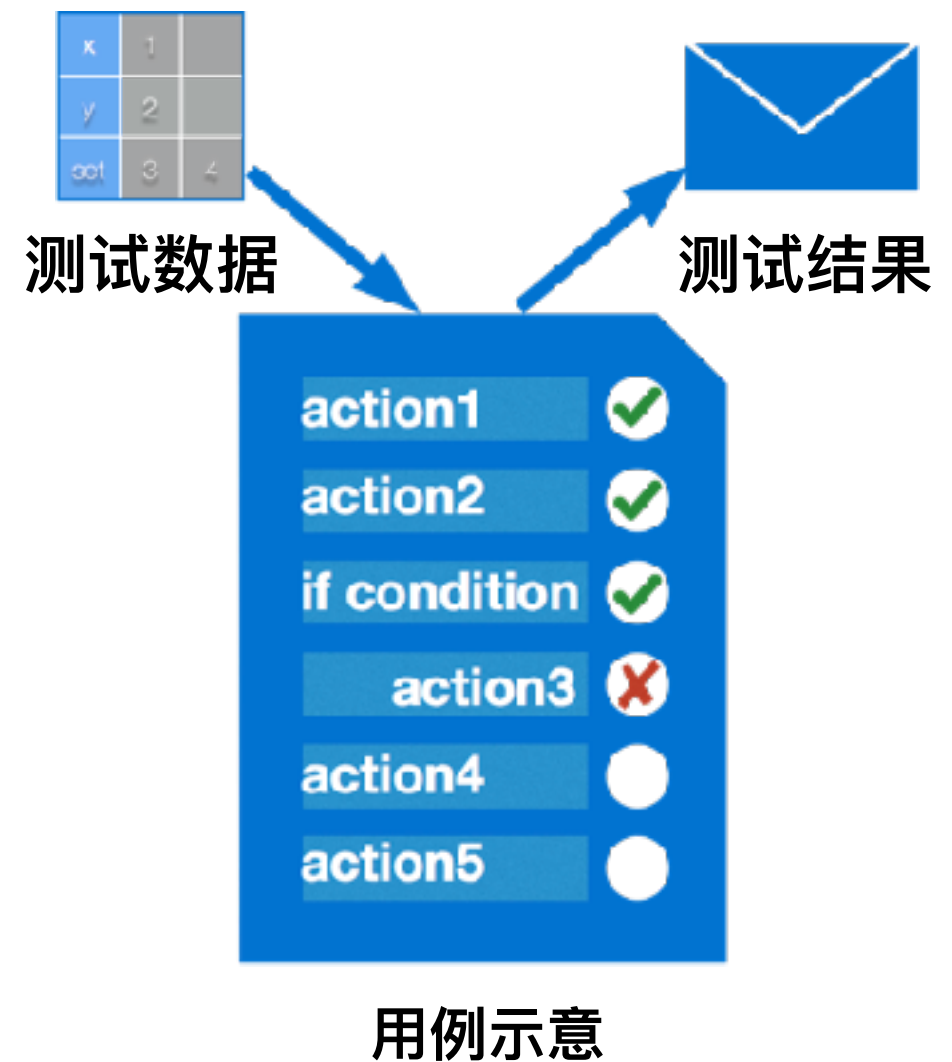 x 1
y 2
act 3 4
测试数据
测试结果
action1
action2
if condition
action3
action4
action5
用例示意